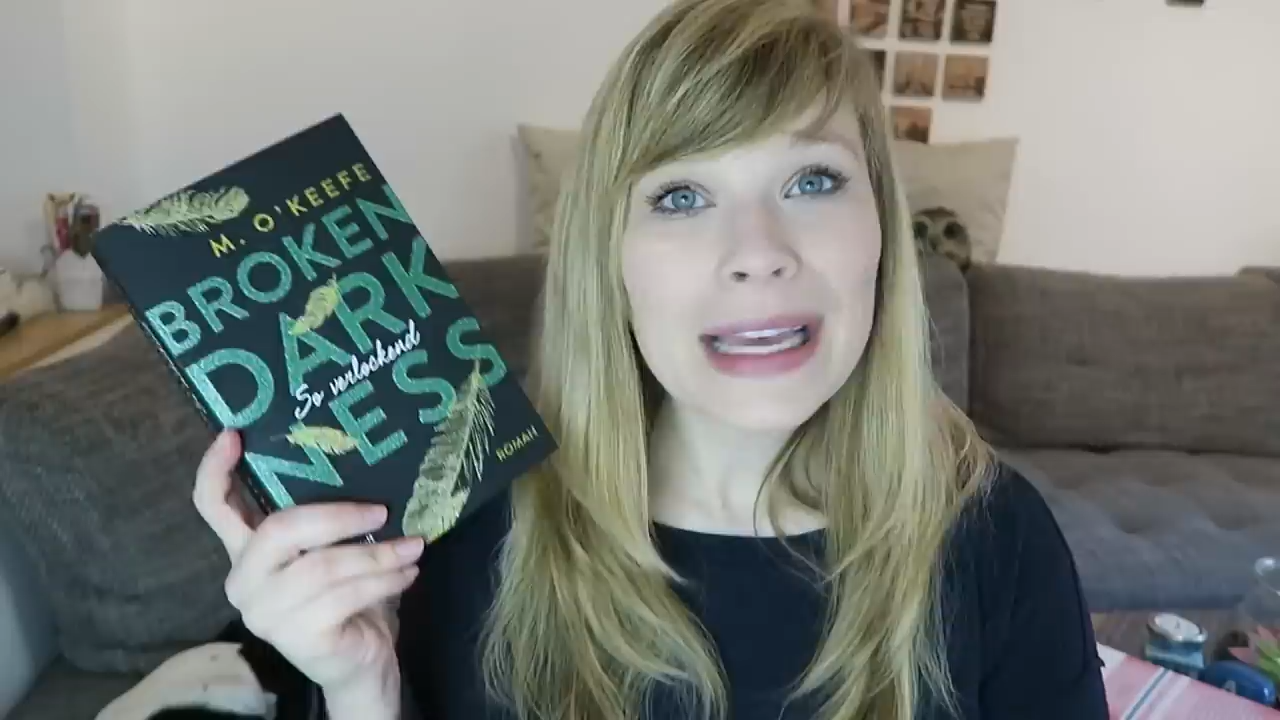 M. O'KEEFE
BROKEN
DARK
So verlockend
NESS
ROMAN